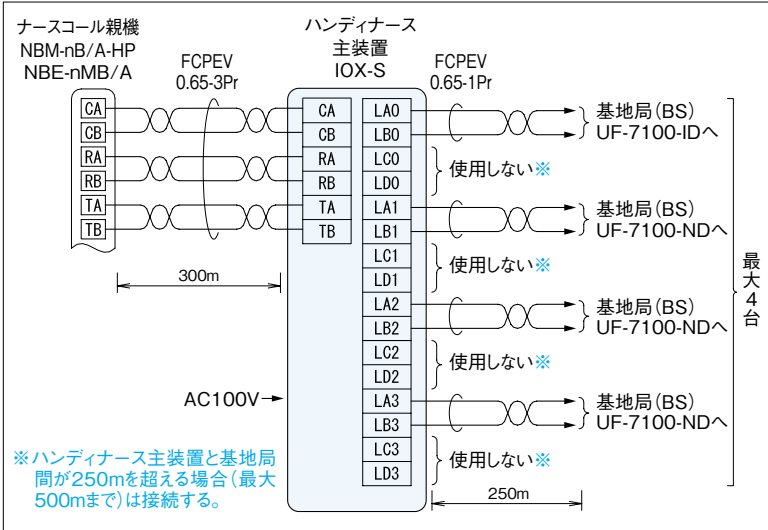 ナースコール親機
NBM-nB/A-HP
NBE-nMB/A
FCPEV
0.65-3Pr
ハンディナース
主装置
IOX-S
FCPEV
0.65-1Pr
CA
CB
RA
RB
TA
TB
300m
CA
CB
RA
RB
TA
TB
AC100V
LA0
LB0
LC0
LD0
LA1
LB1
LC1
LD1
LA2
LB2
LC2
LD2
LA3
LB3
LC3
LD3
基地局(BS)
UF-7100-IDへ
使用しない※
基地局(BS)
UF-7100-NDへ
使用しない※
基地局(BS)
UF-7100-NDへ
使用しない※
基地局(BS)
UF-7100-NDへ
使用しない※
250m
最大4台
※ハンディナース主装置と基地局
間が250mを超える場合(最大
500mまで)は接続する。